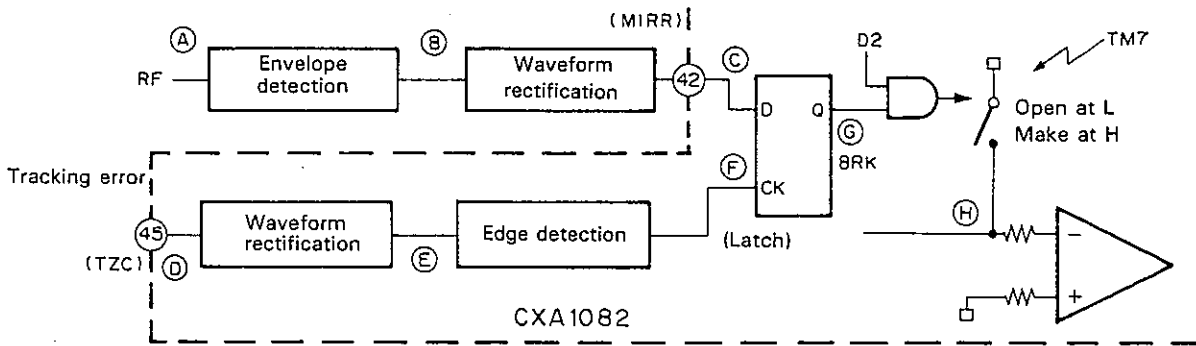 (MIRR)
A
B
C
D2
TM7
RF
Envelope detection
Waveform rectification
42
D
Q
G
8RK
Open at L
Make at H
Tracking error
F
CK
(Latch)
H
45
(TZC)
D
Waveform rectification
E
Edge detection
−
+
CXA1082